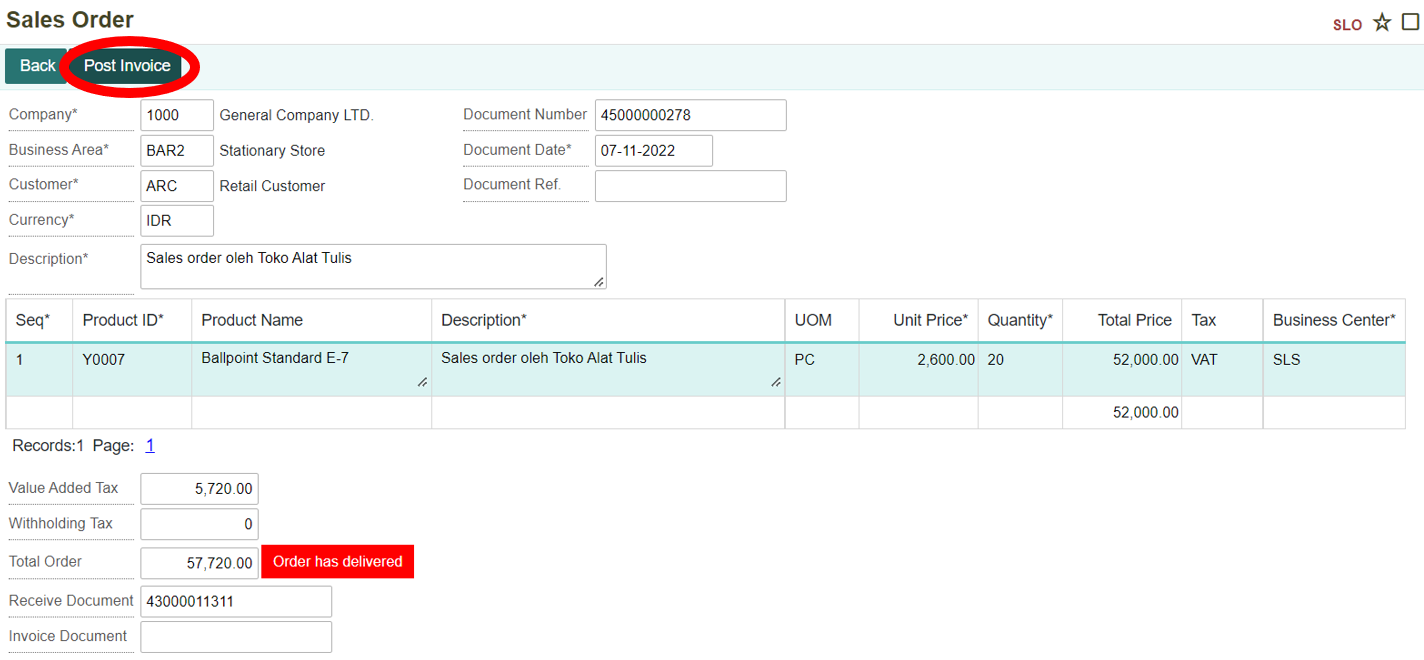 Sales Order
SLO
Back Post Invoice
Company* 1000 General Company LTD. Document Number 45000000278
Business Area* BAR2 Stationary Store Document Date* 07-11-2022
Customer* ARC Retail Customer Document Ref.
Currency* IDR
Description* Sales order oleh Toko Alat Tulis
Seq* Product ID* Product Name Description* UOM Unit Price* Quantity* Total Price Tax Business Center*
1 Y0007 Ballpoint Standard E-7 Sales order oleh Toko Alat Tulis PC 2,600.00 20 52,000.00 VAT SLS
52,000.00
Records:1 Page: 1
Value Added Tax 5,720.00
Withholding Tax 0
Total Order 57,720.00 Order has delivered
Receive Document 43000011311
Invoice Document